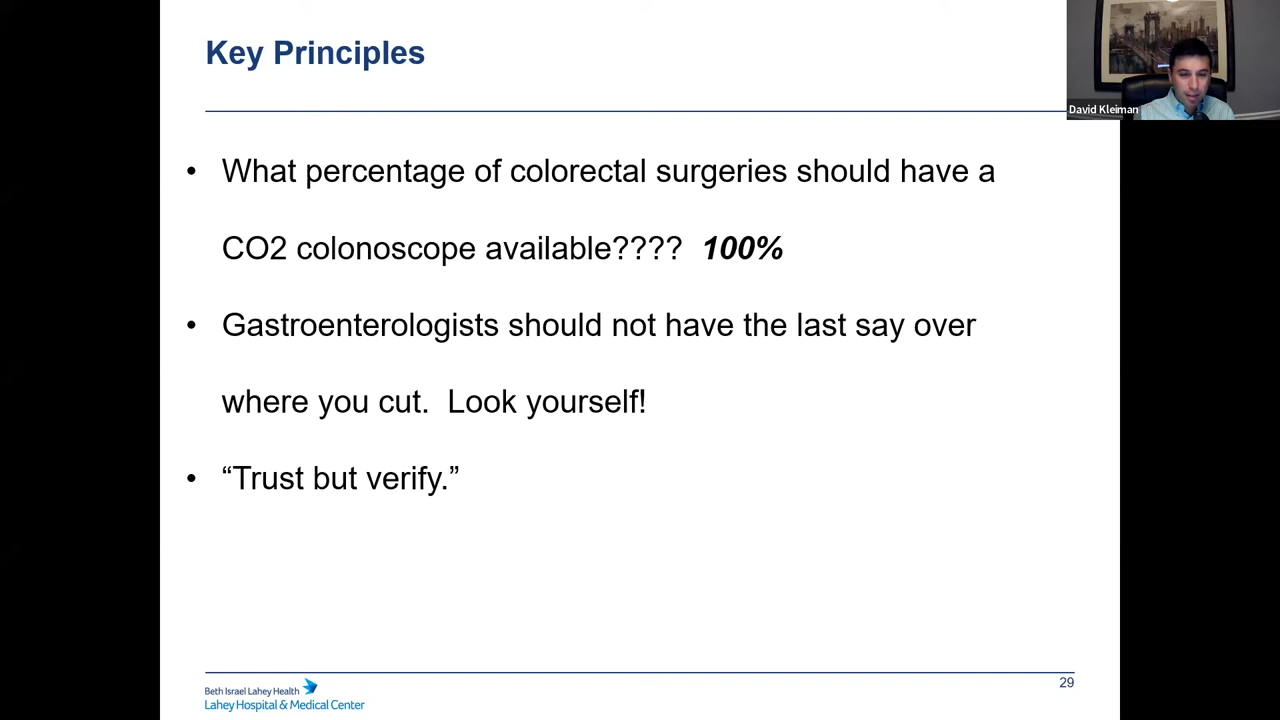 Key Principles
David Kleiman
• What percentage of colorectal surgeries should have a
CO2 colonoscope available???? 100%
• Gastroenterologists should not have the last say over
where you cut.  Look yourself!
• “Trust but verify.”
29
Beth Israel Lahey Health
Lahey Hospital & Medical Center